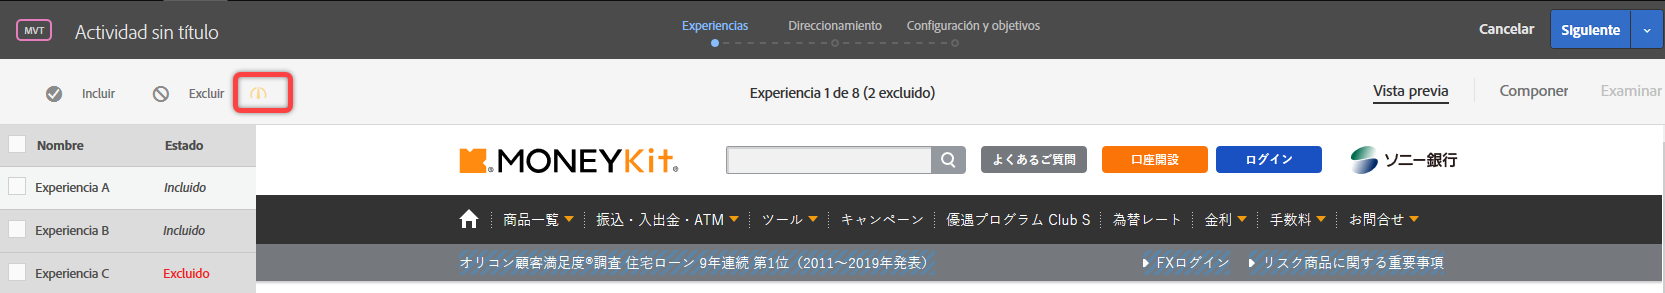 MVT
Actividad sin título
Experiencias
Direccionamiento
Configuración y objetivos
Cancelar
Siguiente
Incluir
Excluir
Experiencia 1 de 8 (2 excluido)
Vista previa
Componer
Examinar
Nombre Estado
Experiencia A Incluido
Experiencia B Incluido
Experiencia C Excluido
MONEYKit
よくあるご質問
口座開設
ログイン
ソニー銀行
商品一覧
振込・入出金・ATM
ツール
キャンペーン
優遇プログラム Club S
為替レート
金利
手数料
お問合せ
オリコン顧客満足度®調査 住宅ローン 9年連続 第1位（2011～2019年発表）
FXログイン
リスク商品に関する重要事項